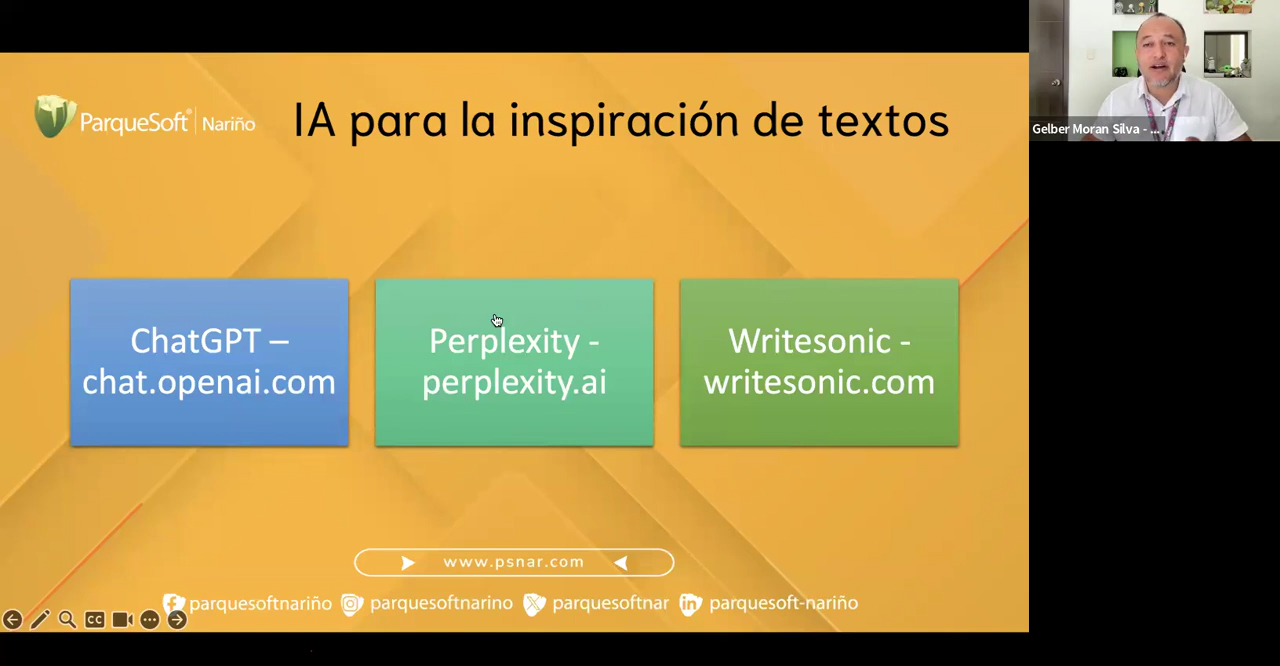 ParqueSoft® | Nariño
IA para la inspiración de textos
Gelber Moran Silva - ...
ChatGPT –
chat.openai.com
Perplexity -
perplexity.ai
Writesonic -
writesonic.com
www.psnar.com
parquesoftnariño parquesoftnarino parquesoftnar parquesoft-nariño
CC